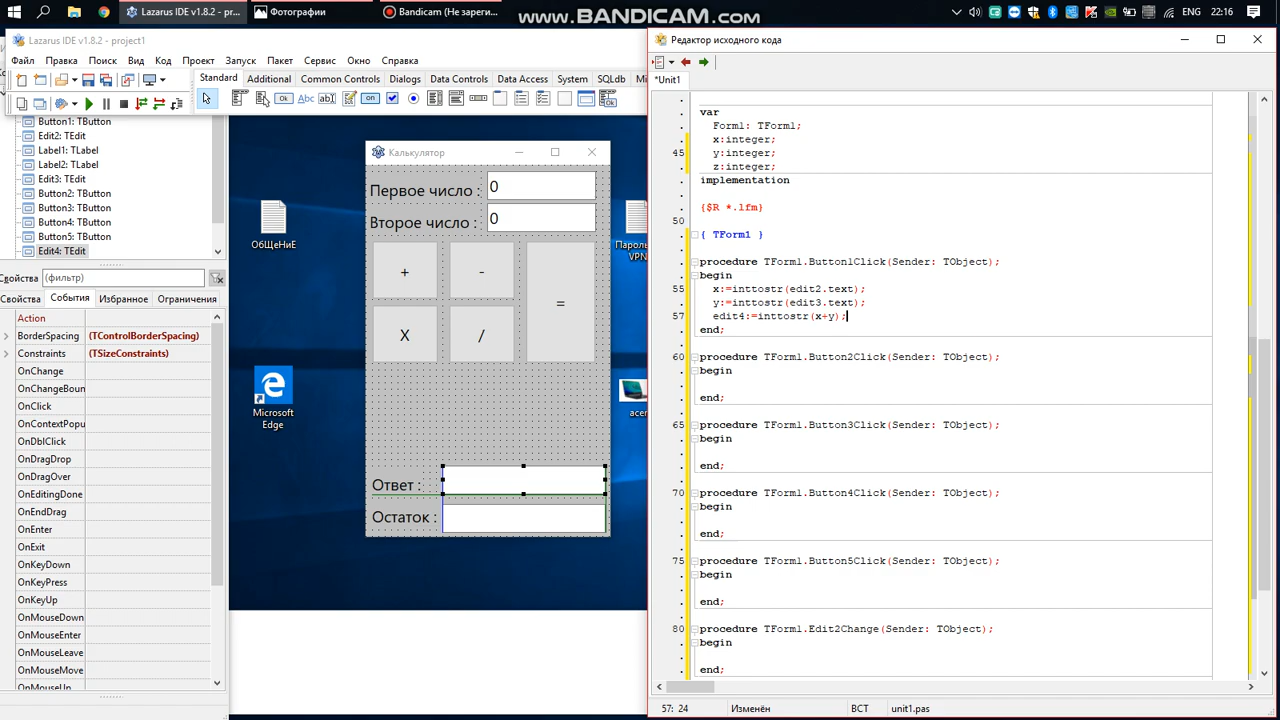 Lazarus IDE v1.8.2 - pr...
Фотографии
Bandicam (Не зареги...
www.BANDICAM.com
ENG
22:16
Lazarus IDE v1.8.2 - project1
Файл Правка Поиск Вид Код Проект Запуск Пакет Сервис Окно Справка
Standard Additional Common Controls Dialogs Data Controls Data Access System SQLdb Mi
Button1: TButton
Edit2: TEdit
Label1: TLabel
Label2: TLabel
Edit3: TEdit
Button2: TButton
Button3: TButton
Button4: TButton
Button5: TButton
Edit4: TEdit
Свойства
(фильтр)
Свойства События Избранное Ограничения
Action
BorderSpacing (TControlBorderSpacing)
Constraints (TSizeConstraints)
OnChange
OnChangeBoun
OnClick
OnContextPopu
OnDblClick
OnDragDrop
OnDragOver
OnEditingDone
OnEndDrag
OnEnter
OnExit
OnKeyDown
OnKeyPress
OnKeyUp
OnMouseDown
OnMouseEnter
OnMouseLeave
OnMouseMove
OnMouseUp
ОбЩеНиЕ
Microsoft
Edge
Пароль
VPN
acer
Калькулятор
Первое число : 0
Второе число : 0
+ - =
X /
Ответ :
Остаток :
Редактор исходного кода
*Unit1
var
Form1: TForm1;
x:integer;
45 y:integer;
z:integer;
implementation
{$R *.lfm}
50
{ TForm1 }
procedure TForm1.Button1Click(Sender: TObject);
begin
55 x:=inttostr(edit2.text);
y:=inttostr(edit3.text);
57 edit4:=inttostr(x+y);
end;
60 procedure TForm1.Button2Click(Sender: TObject);
begin
end;
65 procedure TForm1.Button3Click(Sender: TObject);
begin
end;
70 procedure TForm1.Button4Click(Sender: TObject);
begin
end;
75 procedure TForm1.Button5Click(Sender: TObject);
begin
end;
80 procedure TForm1.Edit2Change(Sender: TObject);
begin
end;
57: 24 Изменён ВСТ unit1.pas